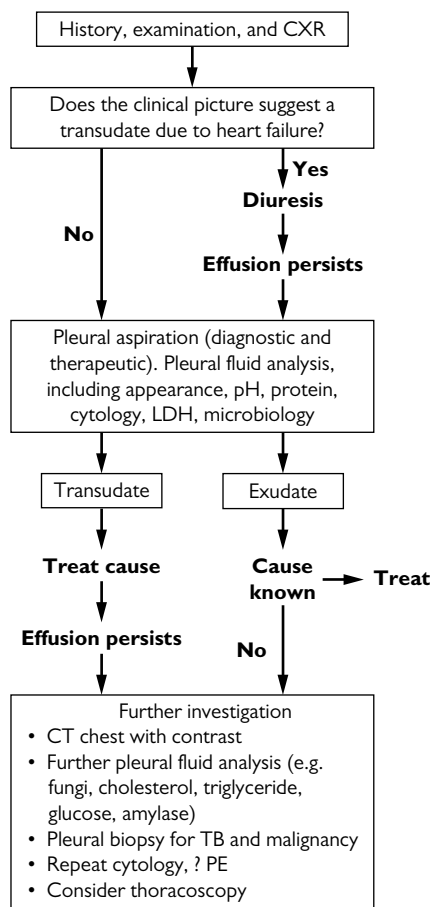 History, examination, and CXR
Does the clinical picture suggest a
transudate due to heart failure?
Yes
Diuresis
No
Effusion persists
Pleural aspiration (diagnostic and
therapeutic). Pleural fluid analysis,
including appearance, pH, protein,
cytology, LDH, microbiology
Transudate
Exudate
Treat cause
Cause
known
Treat
Effusion persists
No
Further investigation
• CT chest with contrast
• Further pleural fluid analysis (e.g.
fungi, cholesterol, triglyceride,
glucose, amylase)
• Pleural biopsy for TB and malignancy
• Repeat cytology, ? PE
• Consider thoracoscopy